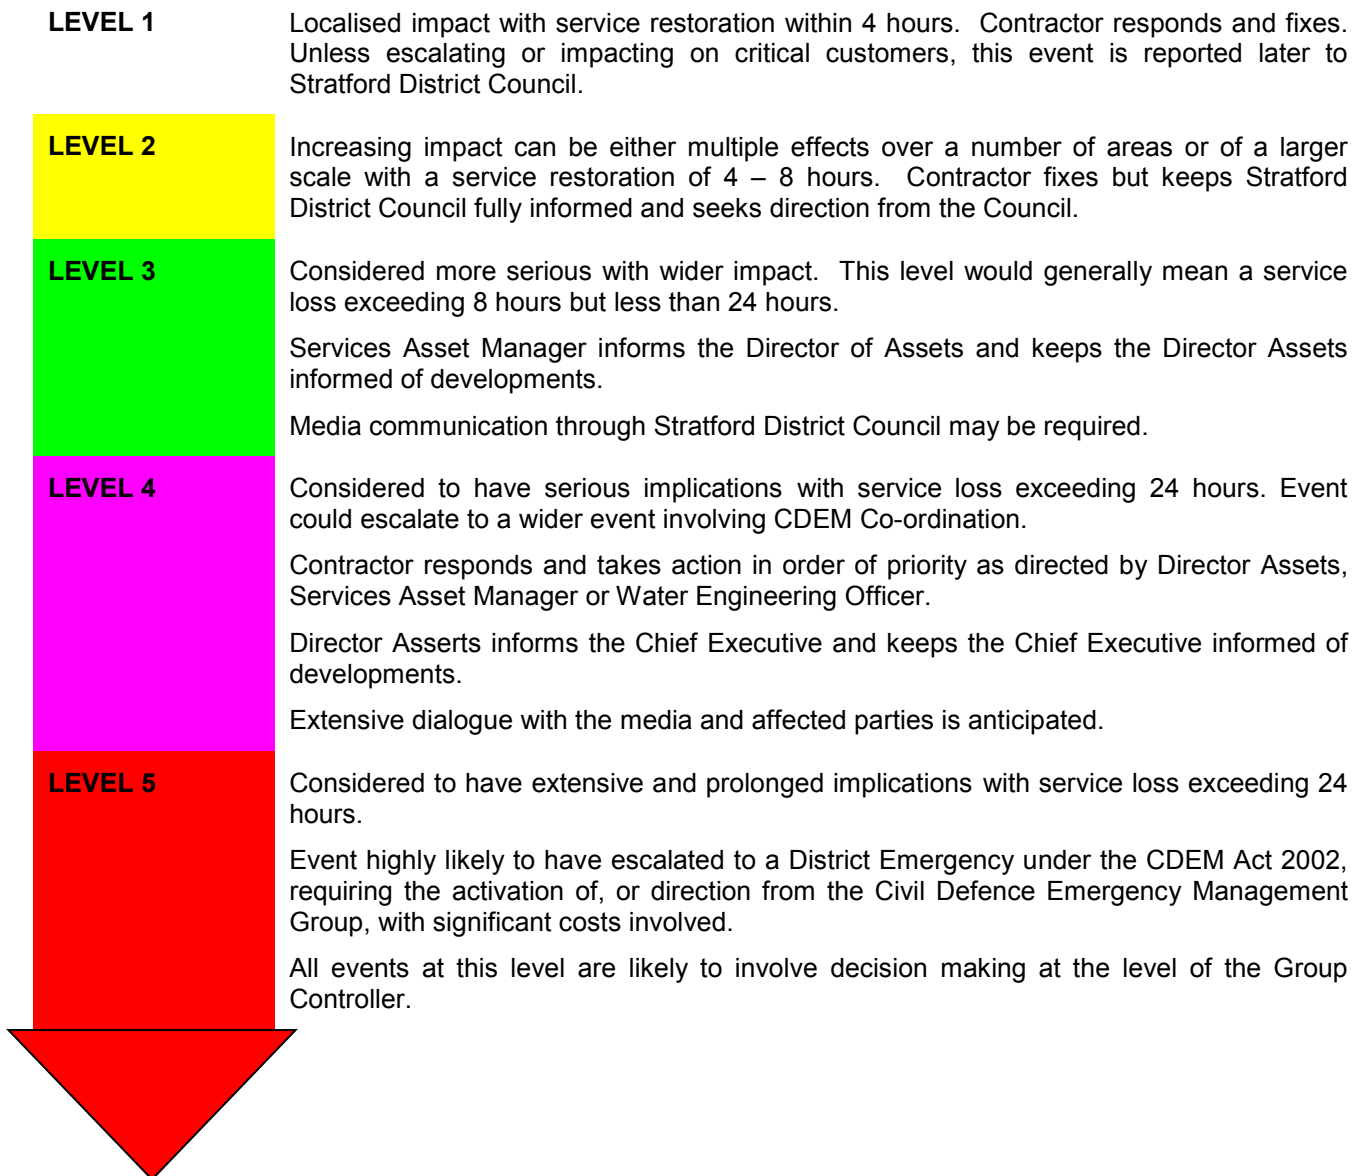 LEVEL 1
Localised impact with service restoration within 4 hours. Contractor responds and fixes.
Unless escalating or impacting on critical customers, this event is reported later to
Stratford District Council.
LEVEL 2
Increasing impact can be either multiple effects over a number of areas or of a larger
scale with a service restoration of 4 – 8 hours. Contractor fixes but keeps Stratford
District Council fully informed and seeks direction from the Council.
LEVEL 3
Considered more serious with wider impact. This level would generally mean a service
loss exceeding 8 hours but less than 24 hours.
Services Asset Manager informs the Director of Assets and keeps the Director Assets
informed of developments.
Media communication through Stratford District Council may be required.
LEVEL 4
Considered to have serious implications with service loss exceeding 24 hours. Event
could escalate to a wider event involving CDEM Co-ordination.
Contractor responds and takes action in order of priority as directed by Director Assets,
Services Asset Manager or Water Engineering Officer.
Director Asserts informs the Chief Executive and keeps the Chief Executive informed of
developments.
Extensive dialogue with the media and affected parties is anticipated.
LEVEL 5
Considered to have extensive and prolonged implications with service loss exceeding 24
hours.
Event highly likely to have escalated to a District Emergency under the CDEM Act 2002,
requiring the activation of, or direction from the Civil Defence Emergency Management
Group, with significant costs involved.
All events at this level are likely to involve decision making at the level of the Group
Controller.